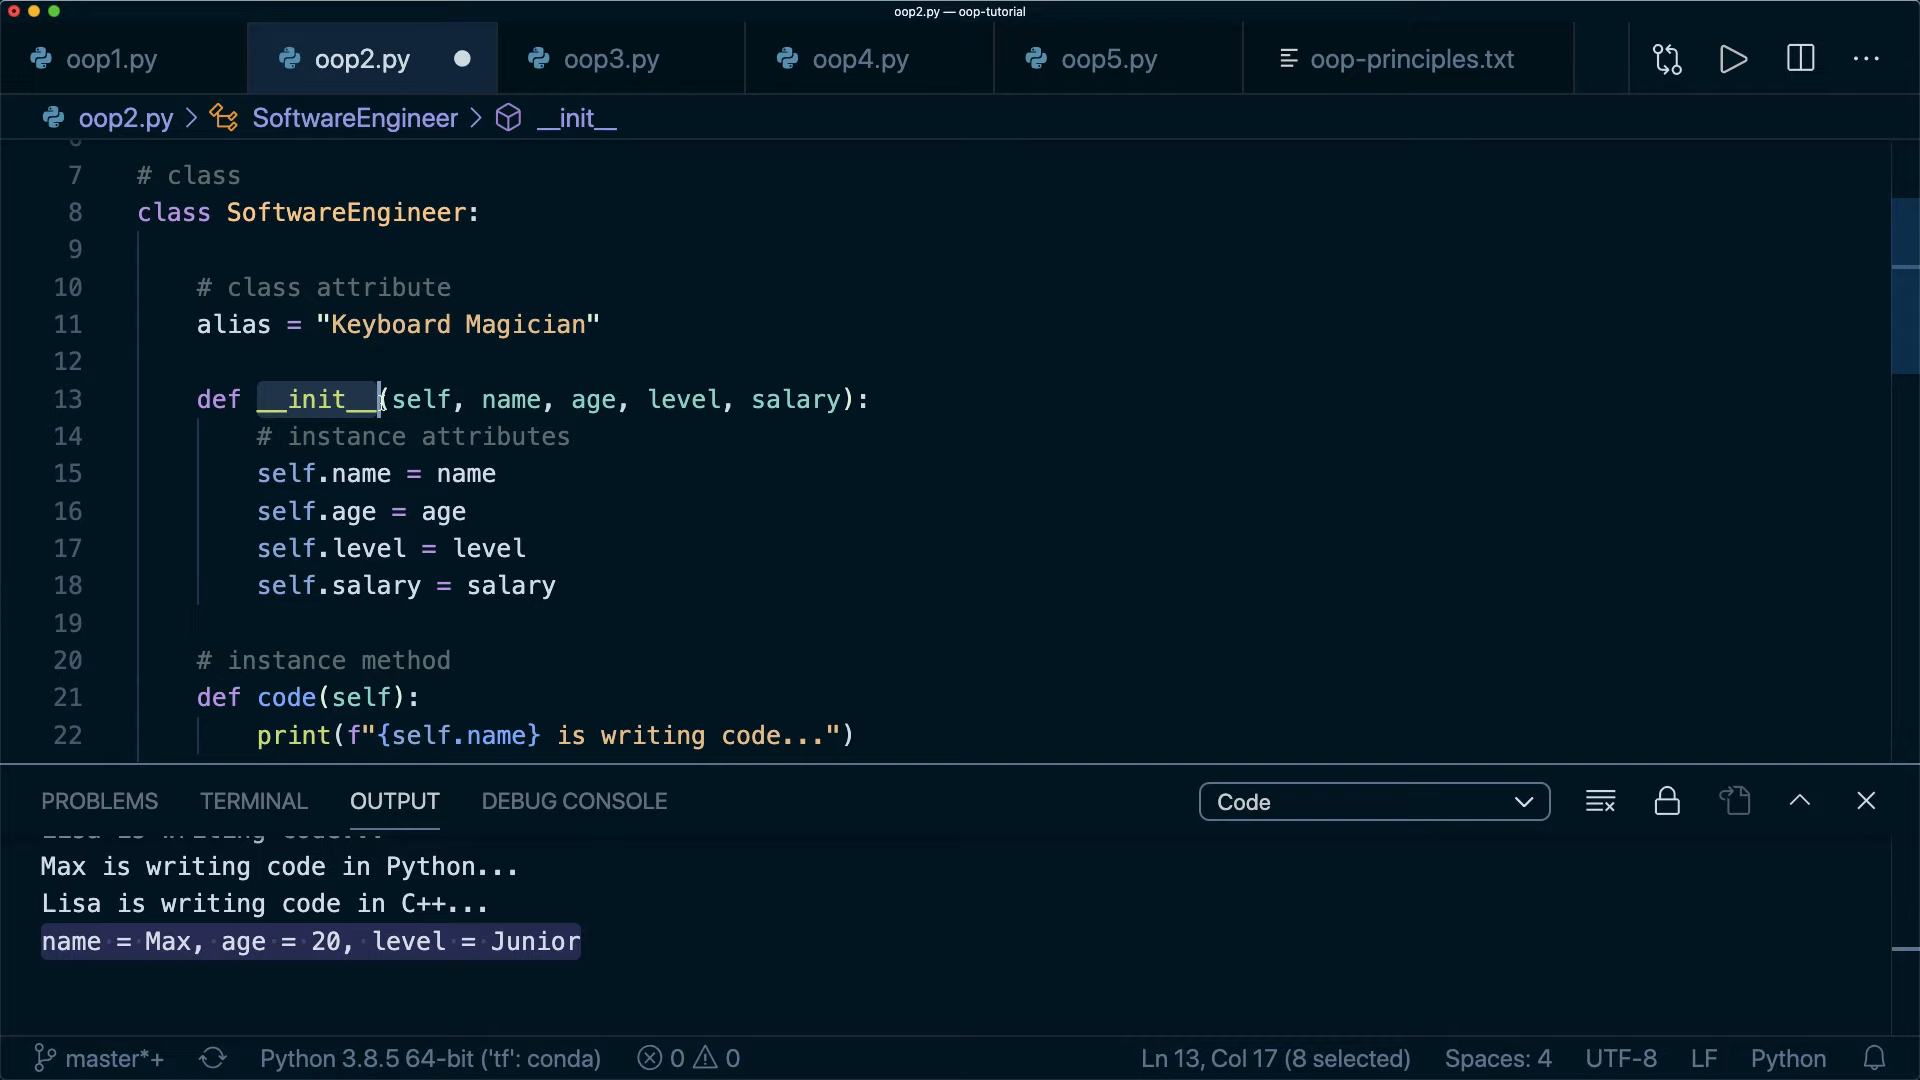 oop2.py — oop-tutorial
oop1.py
oop2.py
oop3.py
oop4.py
oop5.py
oop-principles.txt
oop2.py > SoftwareEngineer > __init__
6
7 # class
8 class SoftwareEngineer:
9
10 # class attribute
11 alias = "Keyboard Magician"
12
13 def __init__(self, name, age, level, salary):
14 # instance attributes
15 self.name = name
16 self.age = age
17 self.level = level
18 self.salary = salary
19
20 # instance method
21 def code(self):
22 print(f"{self.name} is writing code...")
PROBLEMS TERMINAL OUTPUT DEBUG CONSOLE
Code
Lisa is writing code...
Max is writing code in Python...
Lisa is writing code in C++...
name = Max, age = 20, level = Junior
master*+ Python 3.8.5 64-bit ('tf': conda) 0 0 Ln 13, Col 17 (8 selected) Spaces: 4 UTF-8 LF Python